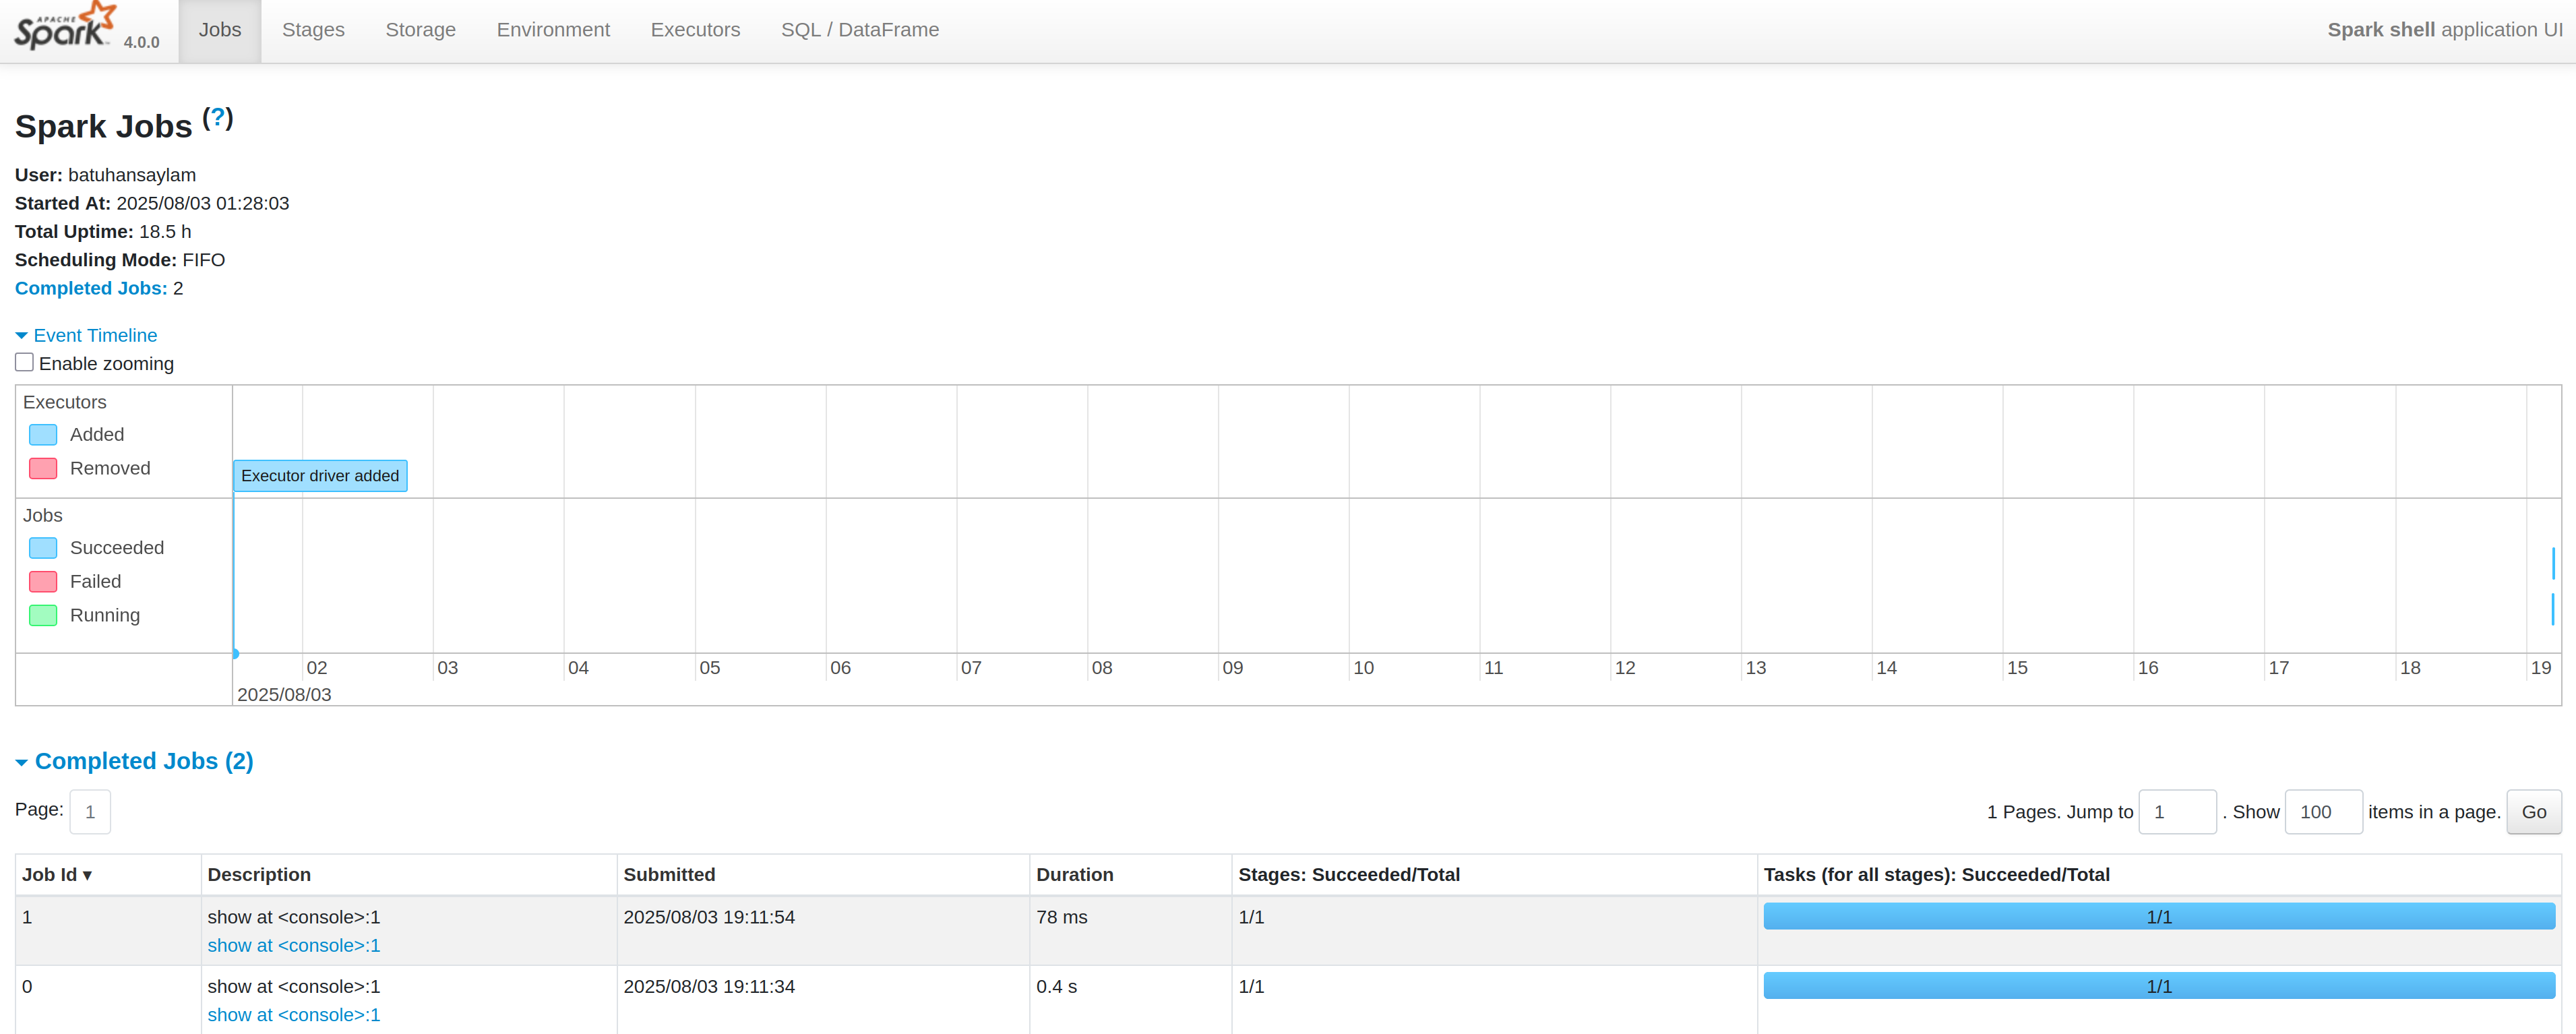 APACHE
Spark 4.0.0 Jobs Stages Storage Environment Executors SQL / DataFrame Spark shell application UI
Spark Jobs (?)
User: batuhansaylam
Started At: 2025/08/03 01:28:03
Total Uptime: 18.5 h
Scheduling Mode: FIFO
Completed Jobs: 2
Event Timeline
Enable zooming
Executors
Added
Removed
Executor driver added
Jobs
Succeeded
Failed
Running
02 03 04 05 06 07 08 09 10 11 12 13 14 15 16 17 18 19
2025/08/03
Completed Jobs (2)
Page: 1 1 Pages. Jump to 1 . Show 100 items in a page. Go
Job Id ▾ Description Submitted Duration Stages: Succeeded/Total Tasks (for all stages): Succeeded/Total
1 show at <console>:1 2025/08/03 19:11:54 78 ms 1/1 1/1
show at <console>:1
0 show at <console>:1 2025/08/03 19:11:34 0.4 s 1/1 1/1
show at <console>:1